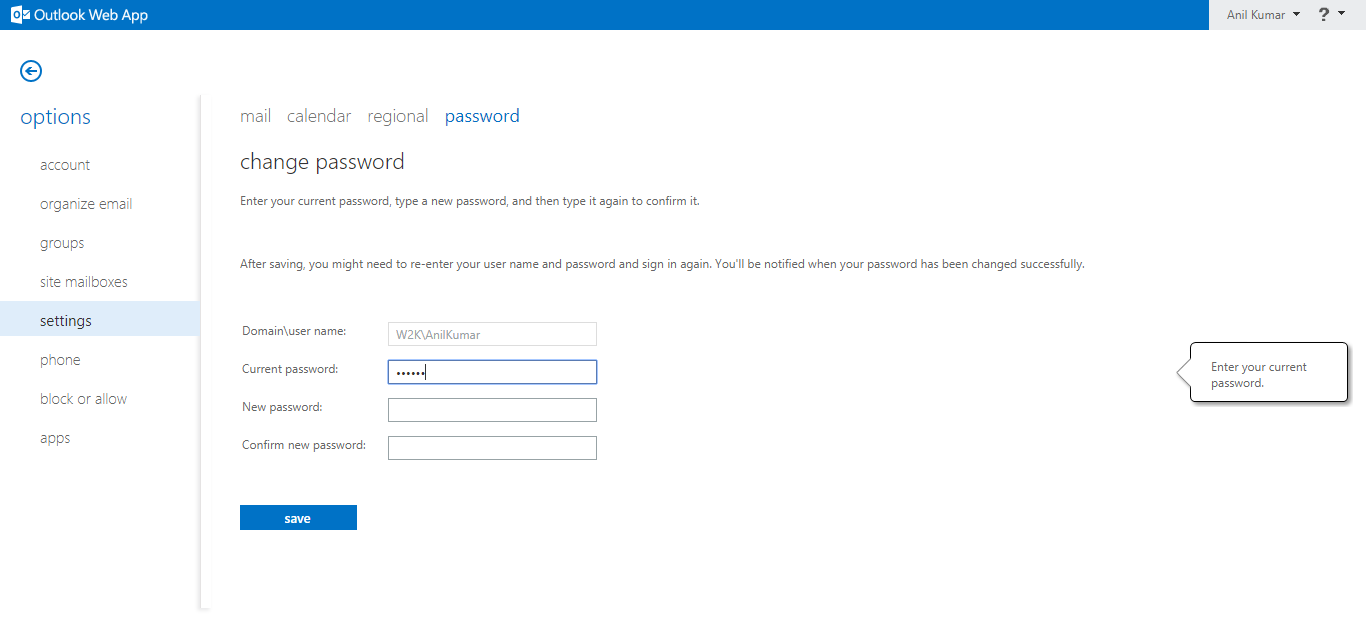 Outlook Web App
Anil Kumar ?
options
account
organize email
groups
site mailboxes
settings
phone
block or allow
apps
mail calendar regional password
change password
Enter your current password, type a new password, and then type it again to confirm it.
After saving, you might need to re-enter your user name and password and sign in again. You'll be notified when your password has been changed successfully.
Domain\user name: W2K\AnilKumar
Current password: ••••••
New password:
Confirm new password:
save
Enter your current
password.